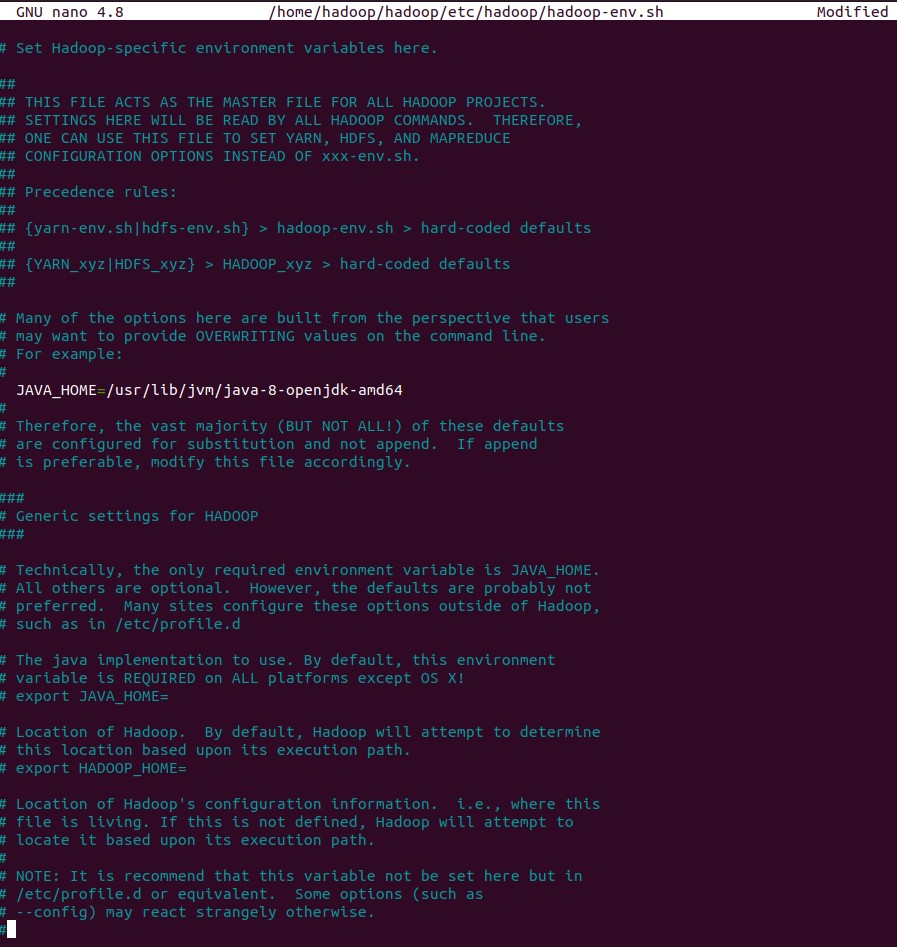 GNU nano 4.8 /home/hadoop/hadoop/etc/hadoop/hadoop-env.sh Modified
# Set Hadoop-specific environment variables here.
##
## THIS FILE ACTS AS THE MASTER FILE FOR ALL HADOOP PROJECTS.
## SETTINGS HERE WILL BE READ BY ALL HADOOP COMMANDS.  THEREFORE,
## ONE CAN USE THIS FILE TO SET YARN, HDFS, AND MAPREDUCE
## CONFIGURATION OPTIONS INSTEAD OF xxx-env.sh.
##
## Precedence rules:
##
## {yarn-env.sh|hdfs-env.sh} > hadoop-env.sh > hard-coded defaults
##
## {YARN_xyz|HDFS_xyz} > HADOOP_xyz > hard-coded defaults
##
# Many of the options here are built from the perspective that users
# may want to provide OVERWRITING values on the command line.
# For example:
#
  JAVA_HOME=/usr/lib/jvm/java-8-openjdk-amd64
#
# Therefore, the vast majority (BUT NOT ALL!) of these defaults
# are configured for substitution and not append.  If append
# is preferable, modify this file accordingly.
###
# Generic settings for HADOOP
###
# Technically, the only required environment variable is JAVA_HOME.
# All others are optional.  However, the defaults are probably not
# preferred.  Many sites configure these options outside of Hadoop,
# such as in /etc/profile.d
# The java implementation to use. By default, this environment
# variable is REQUIRED on ALL platforms except OS X!
# export JAVA_HOME=
# Location of Hadoop.  By default, Hadoop will attempt to determine
# this location based upon its execution path.
# export HADOOP_HOME=
# Location of Hadoop's configuration information.  i.e., where this
# file is living. If this is not defined, Hadoop will attempt to
# locate it based upon its execution path.
#
# NOTE: It is recommend that this variable not be set here but in
# /etc/profile.d or equivalent.  Some options (such as
# --config) may react strangely otherwise.
#